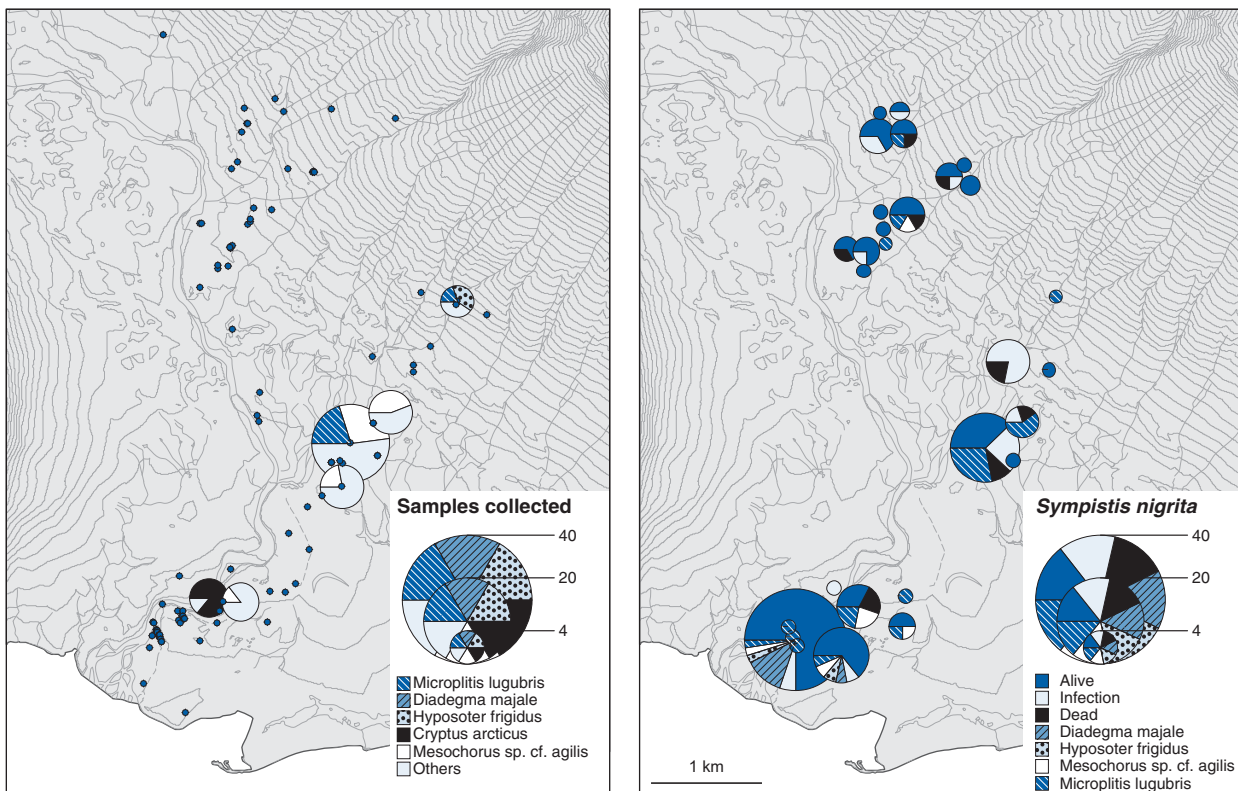 Samples collected
40
20
4
Microplitis lugubris
Diadegma majale
Hyposoter frigidus
Cryptus arcticus
Mesochorus sp. cf. agilis
Others
1 km
Sympistis nigrita
40
20
4
Alive
Infection
Dead
Diadegma majale
Hyposoter frigidus
Mesochorus sp. cf. agilis
Microplitis lugubris